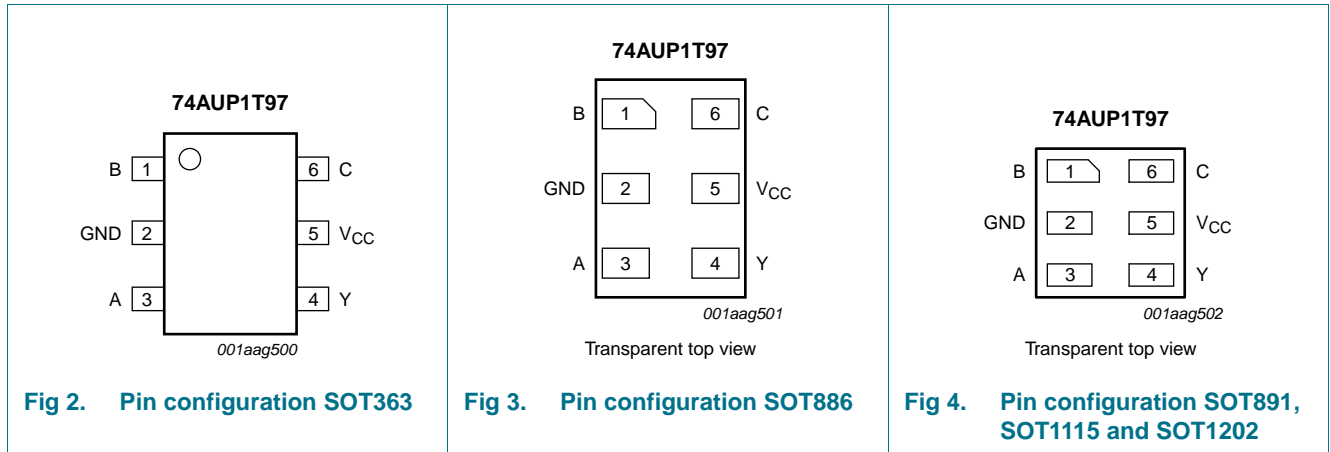 74AUP1T97
B 1 6 C
GND 2 5 VCC
A 3 4 Y
001aag500
Fig 2. Pin configuration SOT363
74AUP1T97
B 1 6 C
GND 2 5 VCC
A 3 4 Y
001aag501
Transparent top view
Fig 3. Pin configuration SOT886
74AUP1T97
B 1 6 C
GND 2 5 VCC
A 3 4 Y
001aag502
Transparent top view
Fig 4. Pin configuration SOT891,
SOT1115 and SOT1202